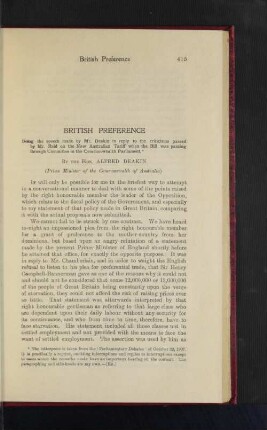 British Preference 613
BRITISH PREFERENCE
Being the speech made by Mr. Deakin in reply to the criticisms passed
by Mr. Reid on the New Australian Tariff when the Bill was passing
through Committee in the Commonwealth Parliament.*
BY THE HON. ALFRED DEAKIN
(Prime Minister of the Commonwealth of Australia)
It will only be possible for me in the briefest way to attempt
in a conversational manner to deal with some of the points raised
by the right honourable member the leader of the Opposition,
which relate to the fiscal policy of the Government, and especially
to my statement of that policy made in Great Britain, comparing
it with the actual proposals now submitted.
We cannot fail to be struck by one contrast. We have heard
to-night an impassioned plea from the right honourable member
for a grant of preference to the mother-country from her
dominions, but based upon an angry refutation of a statement
made by the present Prime Minister of England shortly before
he attained that office, for exactly the opposite purpose. It was
in reply to Mr. Chamberlain, and in order to weight the English
refusal to listen to his plea for preferential trade, that Sir Henry
Campbell-Bannerman gave as one of the reasons why it could not
and should not be considered that some 12,000,000 or 13,000,000
of the people of Great Britain being constantly upon the verge
of starvation, they could not afford the risk of raising prices ever
so little. That statement was afterwards interpreted by that
right honourable gentleman as referring to that large class who
are dependent upon their daily labour without any security for
its continuance, and who from time to time, therefore, have to
face starvation. His statement included all those classes not in
settled employment and not provided with the means to face the
want of settled employment. The assertion was used by him as